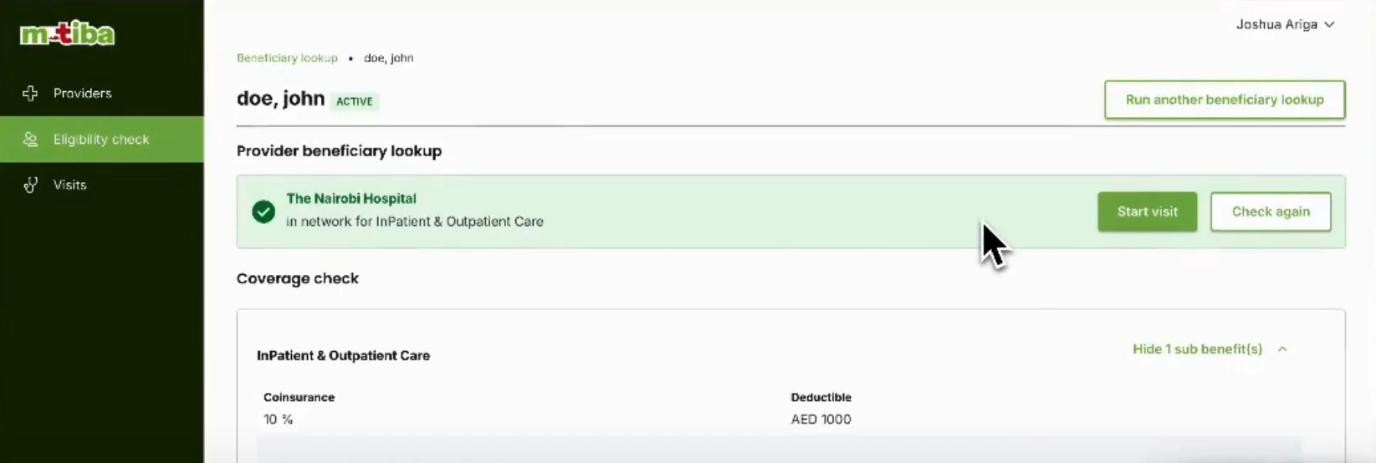 m-tiba
Joshua Ariga
Beneficiary lookup • doe, john
Providers
doe, john ACTIVE
Run another beneficiary lookup
Eligibility check
Provider beneficiary lookup
Visits
The Nairobi Hospital
in network for InPatient & Outpatient Care
Start visit
Check again
Coverage check
InPatient & Outpatient Care
Hide 1 sub benefit(s)
Coinsurance
Deductible
10 %
AED 1000